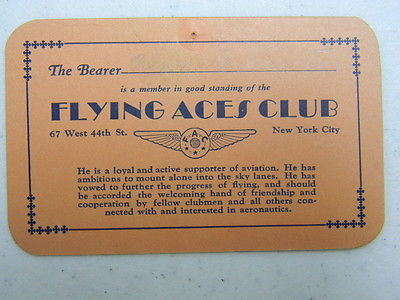 The Bearer
is a member in good standing of the
FLYING ACES CLUB
67 West 44th St.
F.A.C.
New York City
He is a loyal and active supporter of aviation. He has
ambitions to mount alone into the sky lanes. He has
vowed to further the progress of flying, and should
be accorded the welcoming hand of friendship and
cooperation by fellow clubmen and all others con-
nected with and interested in aeronautics.